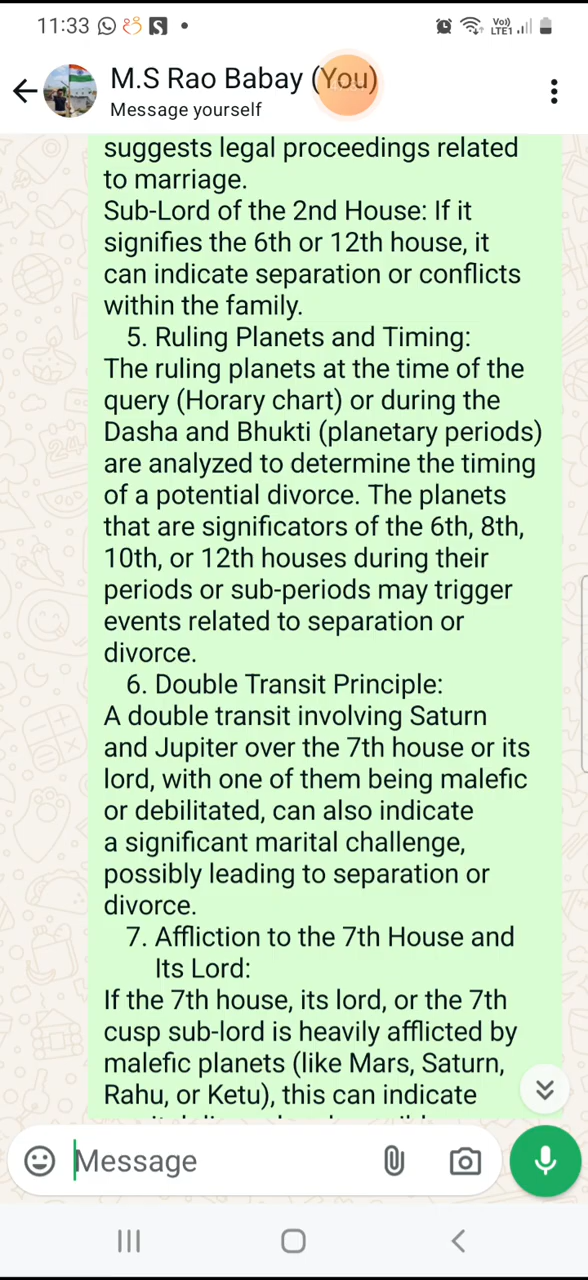 11:33
Vo))
LTE1
M.S Rao Babay (You)
Message yourself
suggests legal proceedings related
to marriage.
Sub-Lord of the 2nd House: If it
signifies the 6th or 12th house, it
can indicate separation or conflicts
within the family.
5. Ruling Planets and Timing:
The ruling planets at the time of the
query (Horary chart) or during the
Dasha and Bhukti (planetary periods)
are analyzed to determine the timing
of a potential divorce. The planets
that are significators of the 6th, 8th,
10th, or 12th houses during their
periods or sub-periods may trigger
events related to separation or
divorce.
6. Double Transit Principle:
A double transit involving Saturn
and Jupiter over the 7th house or its
lord, with one of them being malefic
or debilitated, can also indicate
a significant marital challenge,
possibly leading to separation or
divorce.
7. Affliction to the 7th House and
Its Lord:
If the 7th house, its lord, or the 7th
cusp sub-lord is heavily afflicted by
malefic planets (like Mars, Saturn,
Rahu, or Ketu), this can indicate
Message